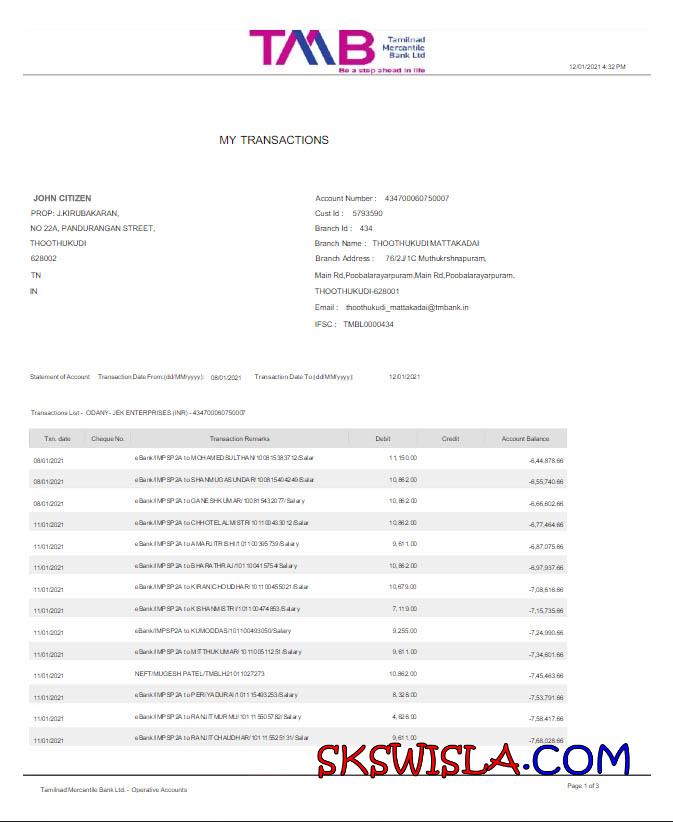 TMB Tamilnad
Mercantile
Bank Ltd
Be a step ahead in life
12/01/2021 4:32 PM
MY TRANSACTIONS
JOHN CITIZEN
PROP: J.KIRUBAKARAN,
NO 22A, PANDURANGAN STREET,
THOOTHUKUDI
628002
TN
IN
Account Number : 434700060750007
Cust Id : 5793590
Branch Id : 434
Branch Name : THOOTHUKUDI MATTAKADAI
Branch Address : 76/2J/1C Muthukrshnapuram,
Main Rd,Poobalarayarpuram,Main Rd,Poobalarayarpuram,
THOOTHUKUDI-628001
Email : thoothukudi_mattakadai@tmbank.in
IFSC : TMBL0000434
Statement of Account Transaction Date From:(dd/MM/yyyy): 08/01/2021 Transaction Date To:(dd/MM/yyyy): 12/01/2021
Transactions List - ODANY- JEK ENTERPRISES (INR) - 434700060750007
Txn. date Cheque No. Transaction Remarks Debit Credit Account Balance
08/01/2021 eBank/IMPSP2A to MOHAMEDSULTHAN/100815383712/Salar 11,150.00 -6,44,878.66
08/01/2021 eBank/IMPSP2A to SHANMUGASUNDAR/100815404249/Salar 10,862.00 -6,55,740.66
08/01/2021 eBank/IMPSP2A to GANESHKUMAR/100815432077/Salary 10,862.00 -6,66,602.66
11/01/2021 eBank/IMPSP2A to CHHOTELALMISTRI/101100433012/Salar 10,862.00 -6,77,464.66
11/01/2021 eBank/IMPSP2A to AMARJITRISHI/101100395739/Salary 9,611.00 -6,87,075.66
11/01/2021 eBank/IMPSP2A to BHARATHRAJ/101100415754/Salary 10,862.00 -6,97,937.66
11/01/2021 eBank/IMPSP2A to KIRANICHOUDHAR/101100455021/Salar 10,679.00 -7,08,616.66
11/01/2021 eBank/IMPSP2A to KISHANMISTRI/101100474853/Salary 7,119.00 -7,15,735.66
11/01/2021 eBank/IMPSP2A to KUMODDAS/101100493050/Salary 9,255.00 -7,24,990.66
11/01/2021 eBank/IMPSP2A to MITTHUKUMAR/101100511251/Salary 9,611.00 -7,34,601.66
11/01/2021 NEFT/MUGESH PATEL/TMBLH21011027273 10,862.00 -7,45,463.66
11/01/2021 eBank/IMPSP2A to PERIYADURAI/101115493253/Salary 8,328.00 -7,53,791.66
11/01/2021 eBank/IMPSP2A to RANJITMURMU/101115505782/Salary 4,626.00 -7,58,417.66
11/01/2021 eBank/IMPSP2A to RANJITCHAUDHAR/101115525131/Salar 9,611.00 -7,68,028.66
SKSWISLA.COM
Tamilnad Mercantile Bank Ltd. - Operative Accounts
Page 1 of 3